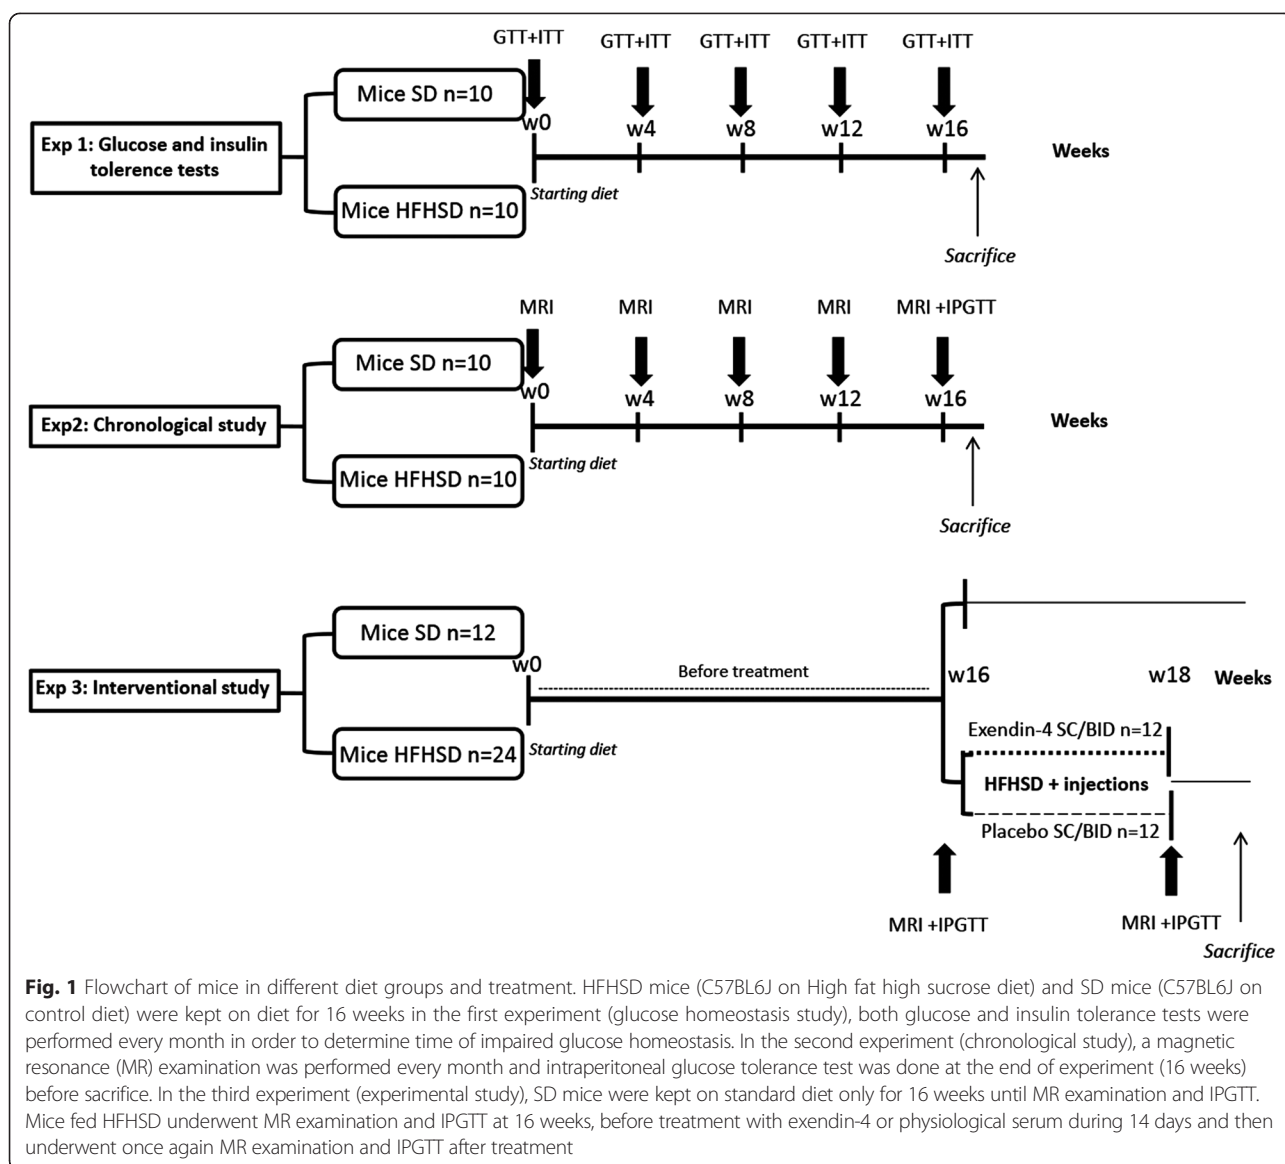 GTT+ITT GTT+ITT GTT+ITT GTT+ITT GTT+ITT
Mice SD n=10
w0 w4 w8 w12 w16
Exp 1: Glucose and insulin
tolerence tests
Weeks
Mice HFHSD n=10
Starting diet
Sacrifice
MRI MRI MRI MRI MRI +IPGTT
Mice SD n=10
w0 w4 w8 w12 w16
Exp2: Chronological study
Weeks
Mice HFHSD n=10
Starting diet
Sacrifice
Mice SD n=12
w0
Before treatment
w16 w18 Weeks
Exp 3: Interventional study
Mice HFHSD n=24
Starting diet
Exendin-4 SC/BID n=12
HFHSD + injections
Placebo SC/BID n=12
MRI +IPGTT MRI +IPGTT
Sacrifice
Fig. 1 Flowchart of mice in different diet groups and treatment. HFHSD mice (C57BL6J on High fat high sucrose diet) and SD mice (C57BL6J on
control diet) were kept on diet for 16 weeks in the first experiment (glucose homeostasis study), both glucose and insulin tolerance tests were
performed every month in order to determine time of impaired glucose homeostasis. In the second experiment (chronological study), a magnetic
resonance (MR) examination was performed every month and intraperitoneal glucose tolerance test was done at the end of experiment (16 weeks)
before sacrifice. In the third experiment (experimental study), SD mice were kept on standard diet only for 16 weeks until MR examination and IPGTT.
Mice fed HFHSD underwent MR examination and IPGTT at 16 weeks, before treatment with exendin-4 or physiological serum during 14 days and then
underwent once again MR examination and IPGTT after treatment